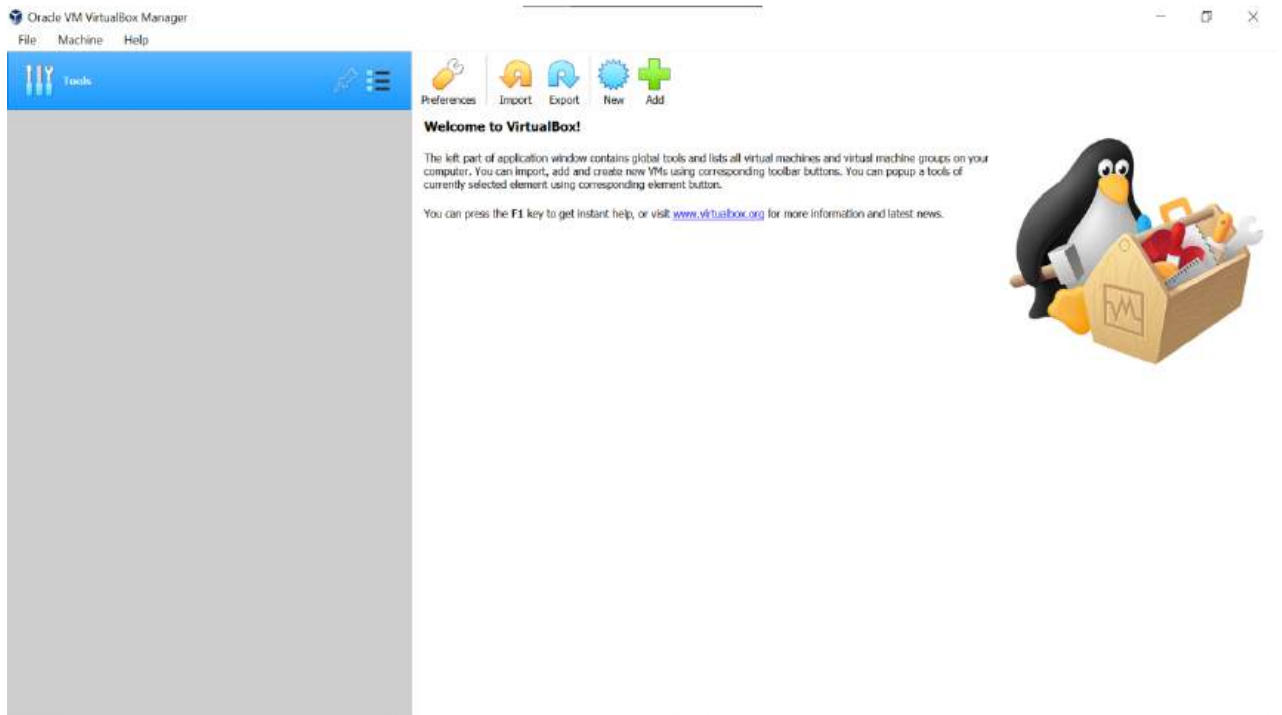 Oracle VM VirtualBox Manager
File Machine Help
Tools
Preferences Import Export New Add
Welcome to VirtualBox!
The left part of application window contains global tools and lists all virtual machines and virtual machine groups on your
computer. You can import, add and create new VMs using corresponding toolbar buttons. You can popup a tools of
currently selected element using corresponding element button.
You can press the F1 key to get instant help, or visit www.virtualbox.org for more information and latest news.
VM